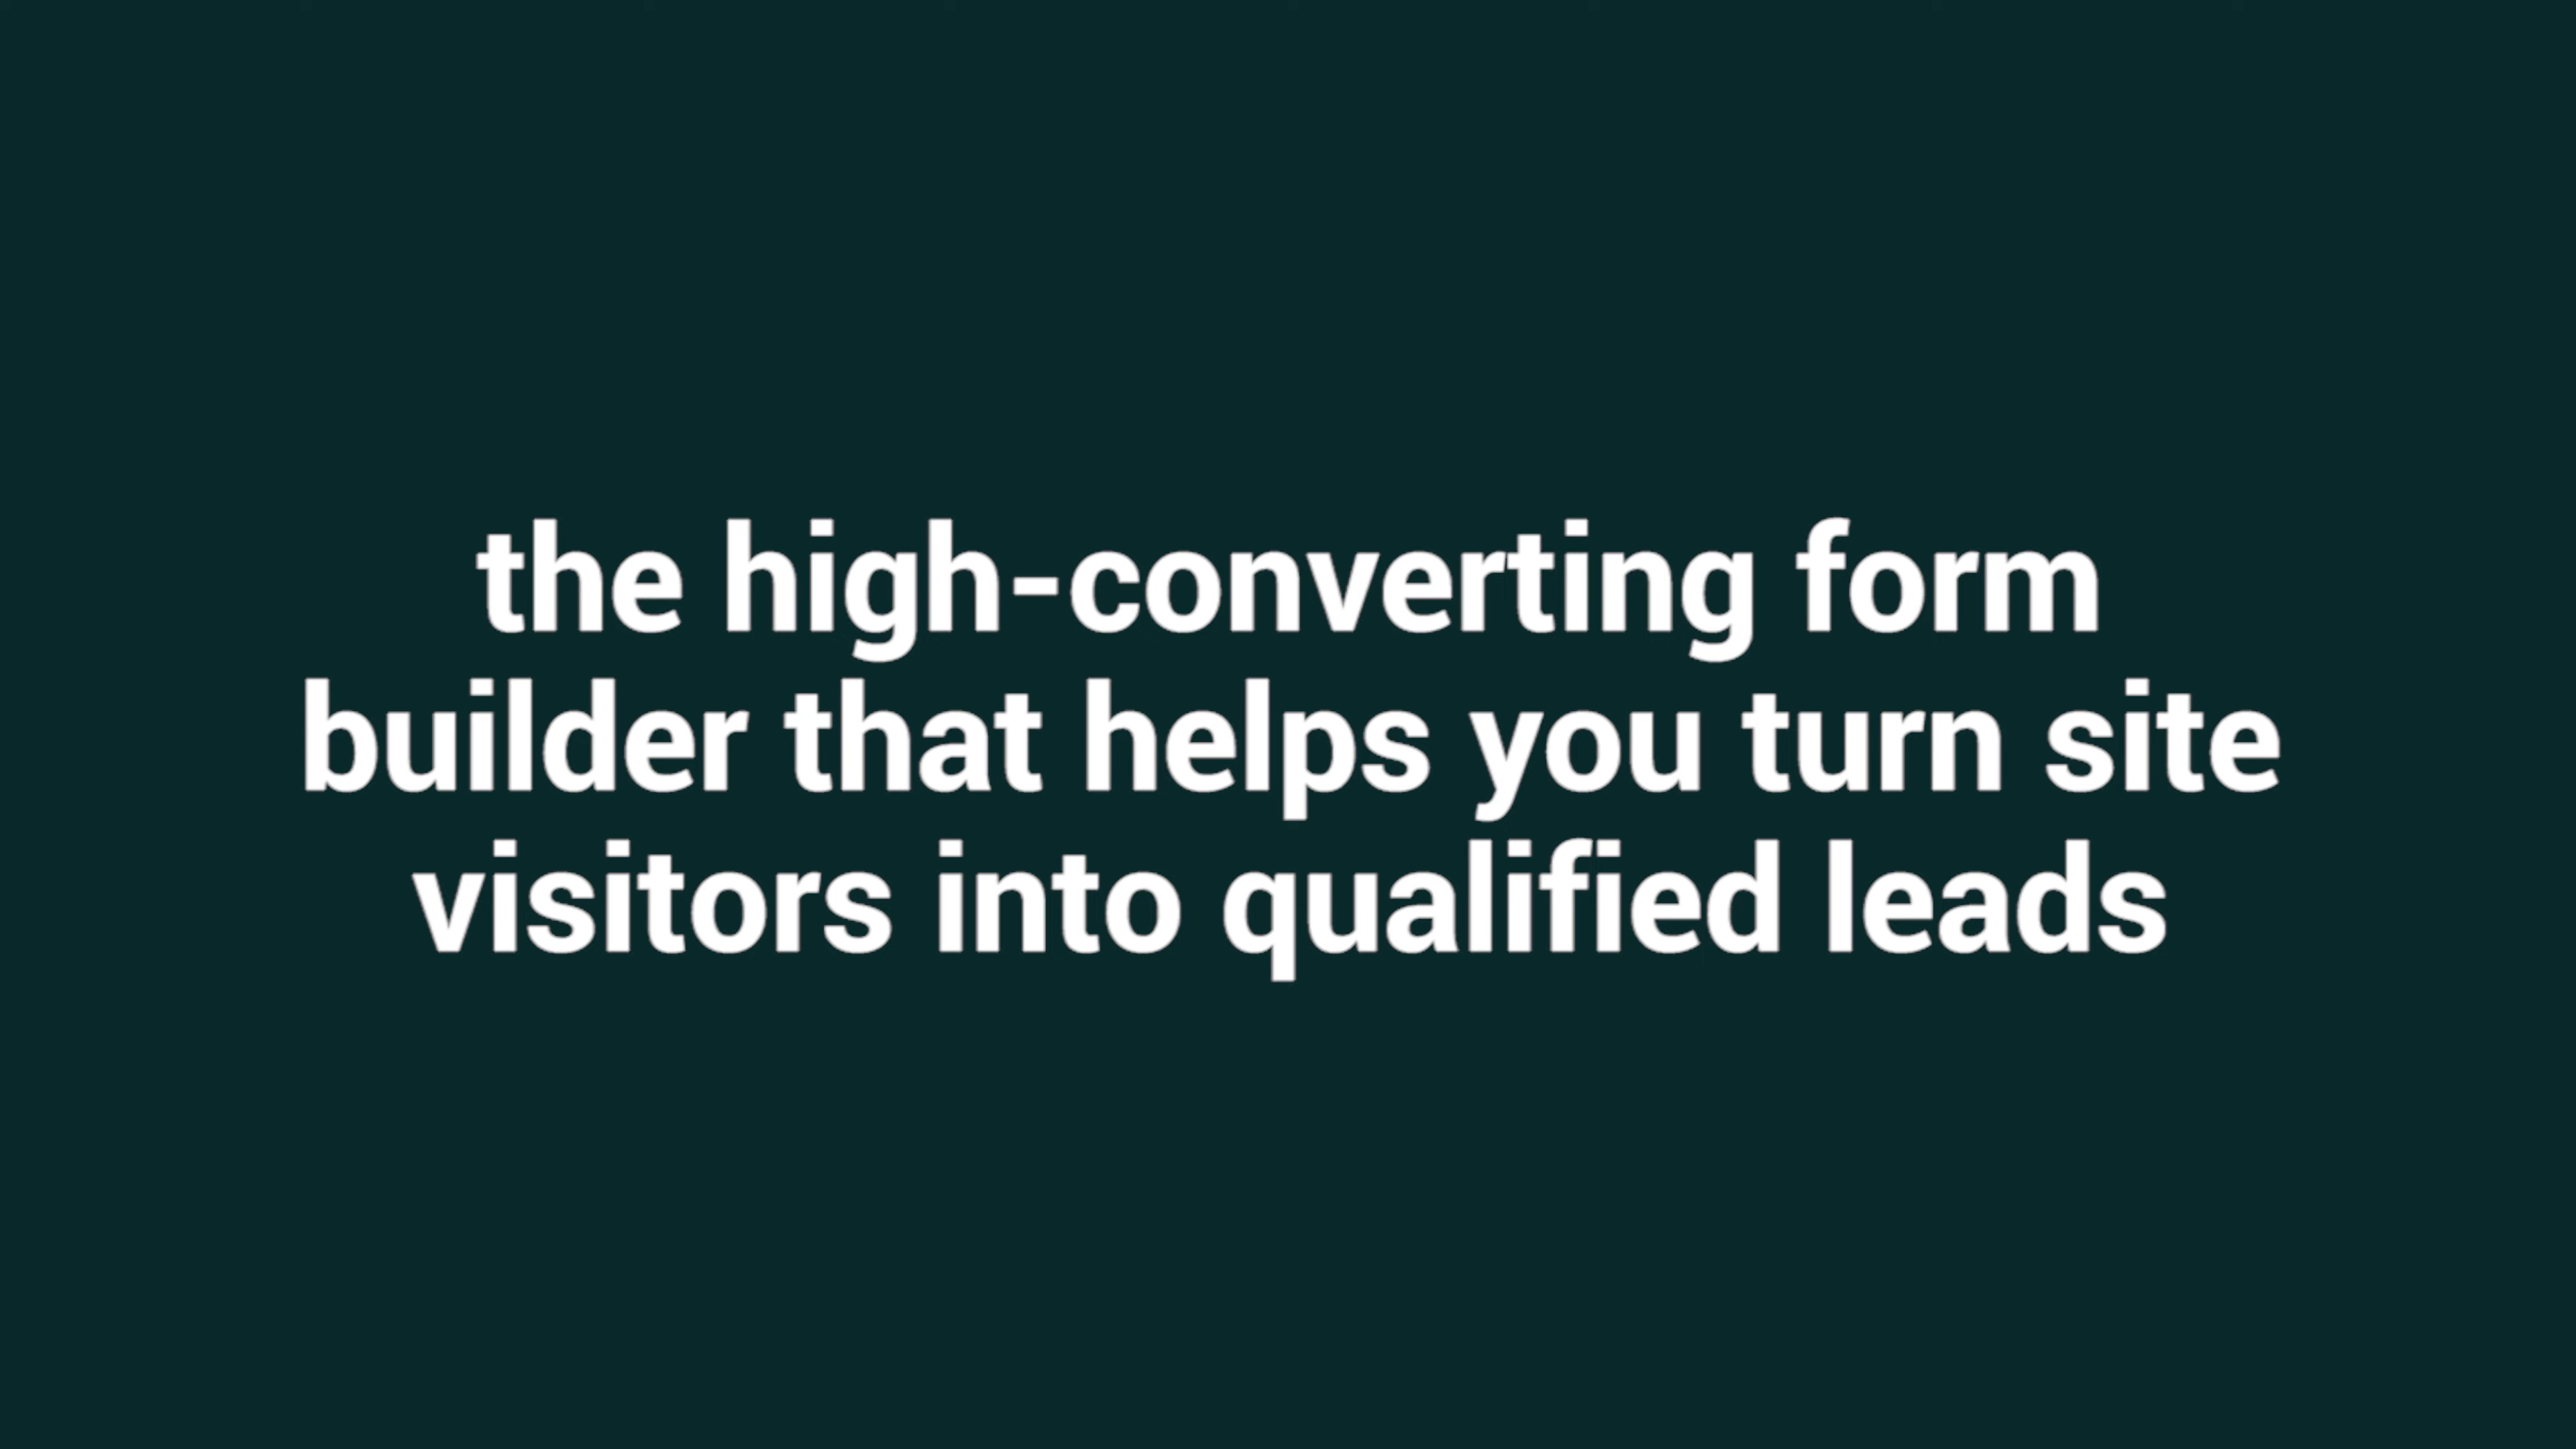 the high-converting form
builder that helps you turn site
visitors into qualified leads